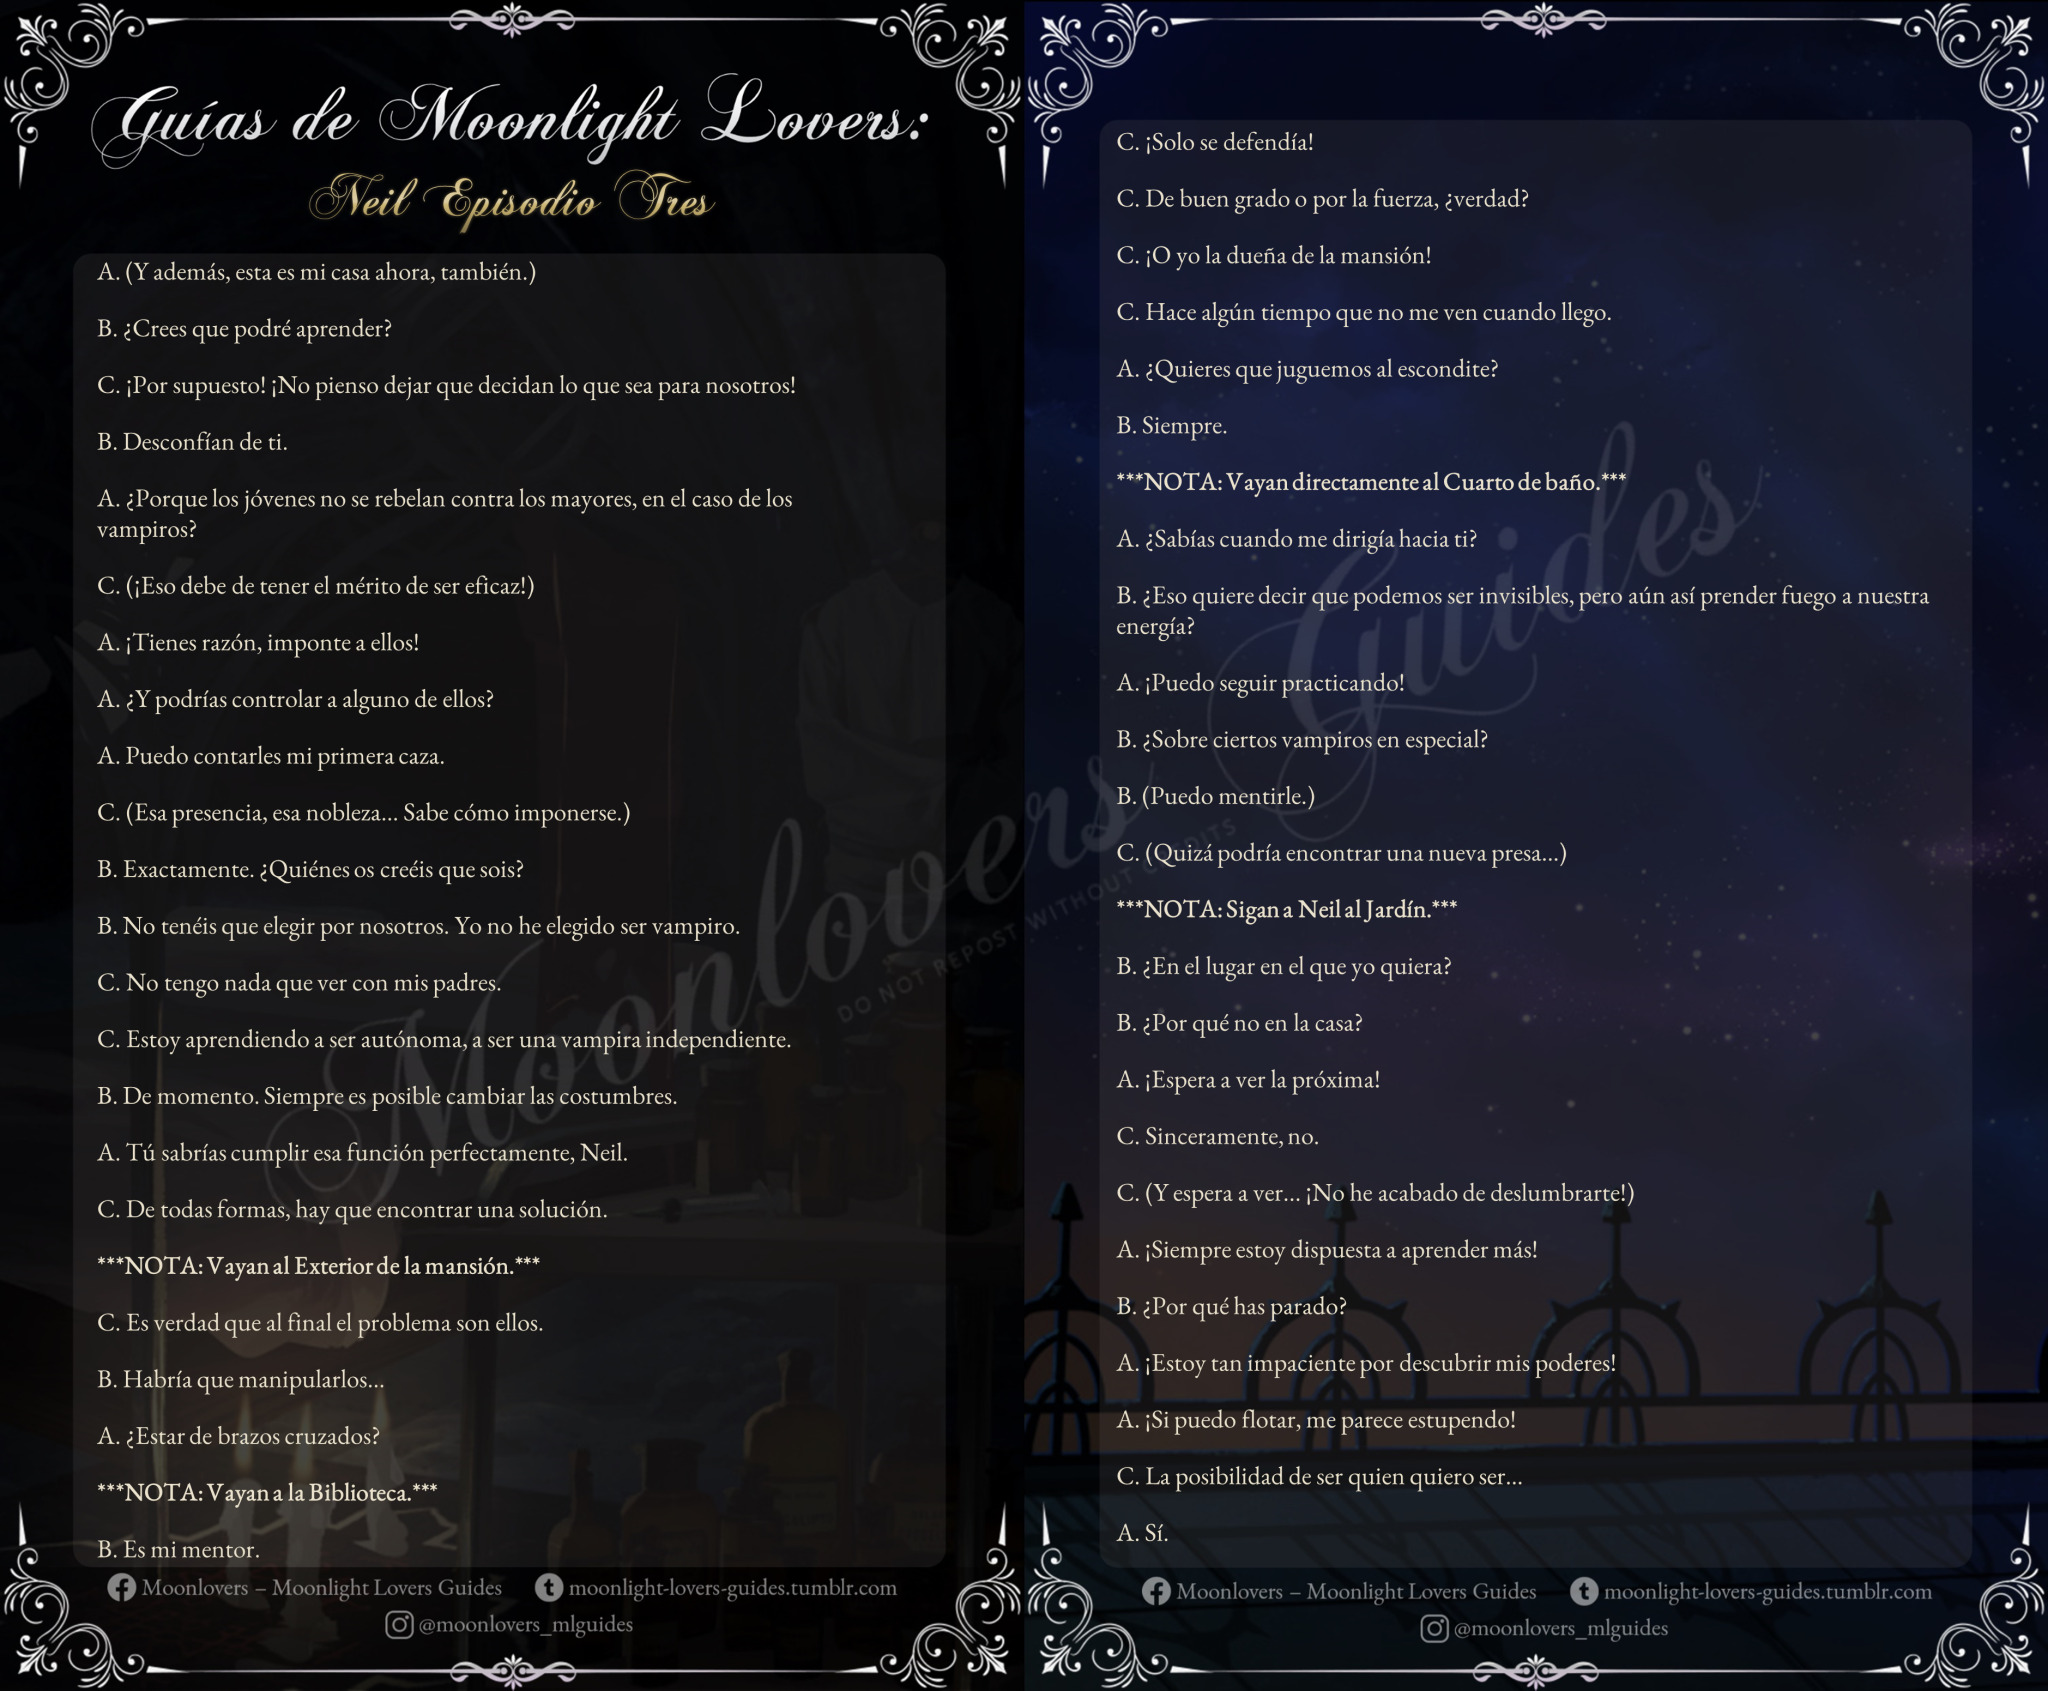 Guías de Moonlight Lovers:
Neil Episodio Tres
A. (Y además, esta es mi casa ahora, también.)
B. ¿Crees que podré aprender?
C. ¡Por supuesto! ¡No pienso dejar que decidan lo que sea para nosotros!
B. Desconfían de ti.
A. ¿Porque los jóvenes no se rebelan contra los mayores, en el caso de los
vampiros?
C. (¡Eso debe de tener el mérito de ser eficaz!)
A. ¡Tienes razón, imponte a ellos!
A. ¿Y podrías controlar a alguno de ellos?
A. Puedo contarles mi primera caza.
C. (Esa presencia, esa nobleza... Sabe cómo imponerse.)
B. Exactamente. ¿Quiénes os creéis que sois?
B. No tenéis que elegir por nosotros. Yo no he elegido ser vampiro.
C. No tengo nada que ver con mis padres.
C. Estoy aprendiendo a ser autónoma, a ser una vampira independiente.
B. De momento. Siempre es posible cambiar las costumbres.
A. Tú sabrías cumplir esa función perfectamente, Neil.
C. De todas formas, hay que encontrar una solución.
***NOTA: Vayan al Exterior de la mansión.***
C. Es verdad que al final el problema son ellos.
B. Habría que manipularlos...
A. ¿Estar de brazos cruzados?
***NOTA: Vayan a la Biblioteca.***
B. Es mi mentor.
Moonlovers – Moonlight Lovers Guides moonlight-lovers-guides.tumblr.com
@moonlovers_mlguides
C. ¡Solo se defendía!
C. De buen grado o por la fuerza, ¿verdad?
C. ¡O yo la dueña de la mansión!
C. Hace algún tiempo que no me ven cuando llego.
A. ¿Quieres que juguemos al escondite?
B. Siempre.
***NOTA: Vayan directamente al Cuarto de baño.***
A. ¿Sabías cuando me dirigía hacia ti?
B. ¿Eso quiere decir que podemos ser invisibles, pero aún así prender fuego a nuestra
energía?
A. ¡Puedo seguir practicando!
B. ¿Sobre ciertos vampiros en especial?
B. (Puedo mentirle.)
C. (Quizá podría encontrar una nueva presa...)
***NOTA: Sigan a Neil al Jardín.***
B. ¿En el lugar en el que yo quiera?
B. ¿Por qué no en la casa?
A. ¡Espera a ver la próxima!
C. Sinceramente, no.
C. (Y espera a ver... ¡No he acabado de deslumbrarte!)
A. ¡Siempre estoy dispuesta a aprender más!
B. ¿Por qué has parado?
A. ¡Estoy tan impaciente por descubrir mis poderes!
A. ¡Si puedo flotar, me parece estupendo!
C. La posibilidad de ser quien quiero ser...
A. Sí.
Moonlovers – Moonlight Lovers Guides moonlight-lovers-guides.tumblr.com
@moonlovers_mlguides
Moonlovers Guides
DO NOT REPOST WITHOUT CREDITS